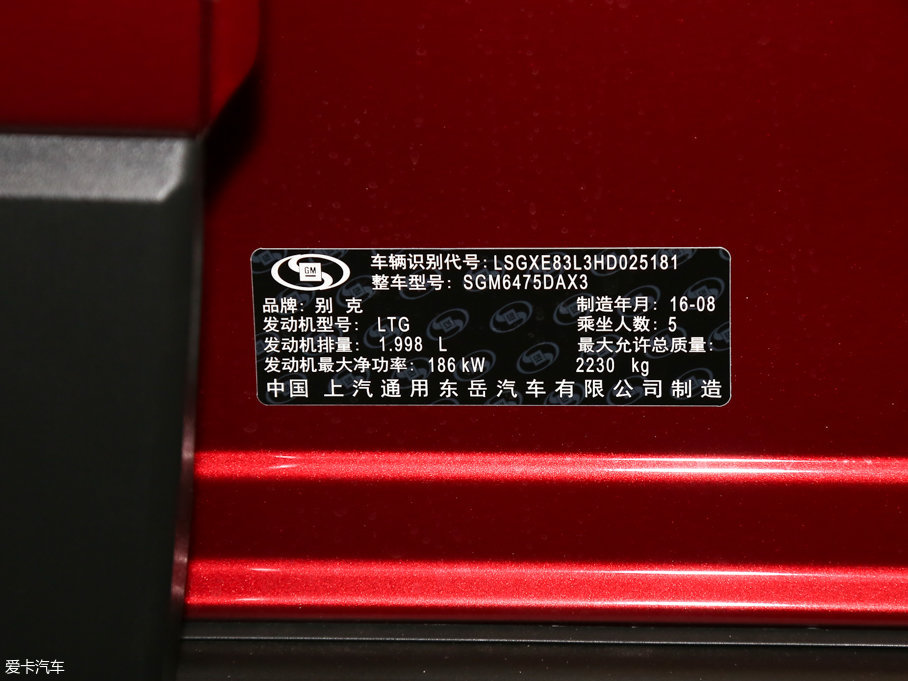 GM
车辆识别代号: LSGXE83L3HD025181
整车型号: SGM6475DAX3
品牌: 别 克 制造年月: 16-08
发动机型号: LTG 乘坐人数: 5
发动机排量: 1.998 L 最大允许总质量:
发动机最大净功率: 186 kW 2230 kg
中国 上汽通用东岳汽车有限公司制造
爱卡汽车